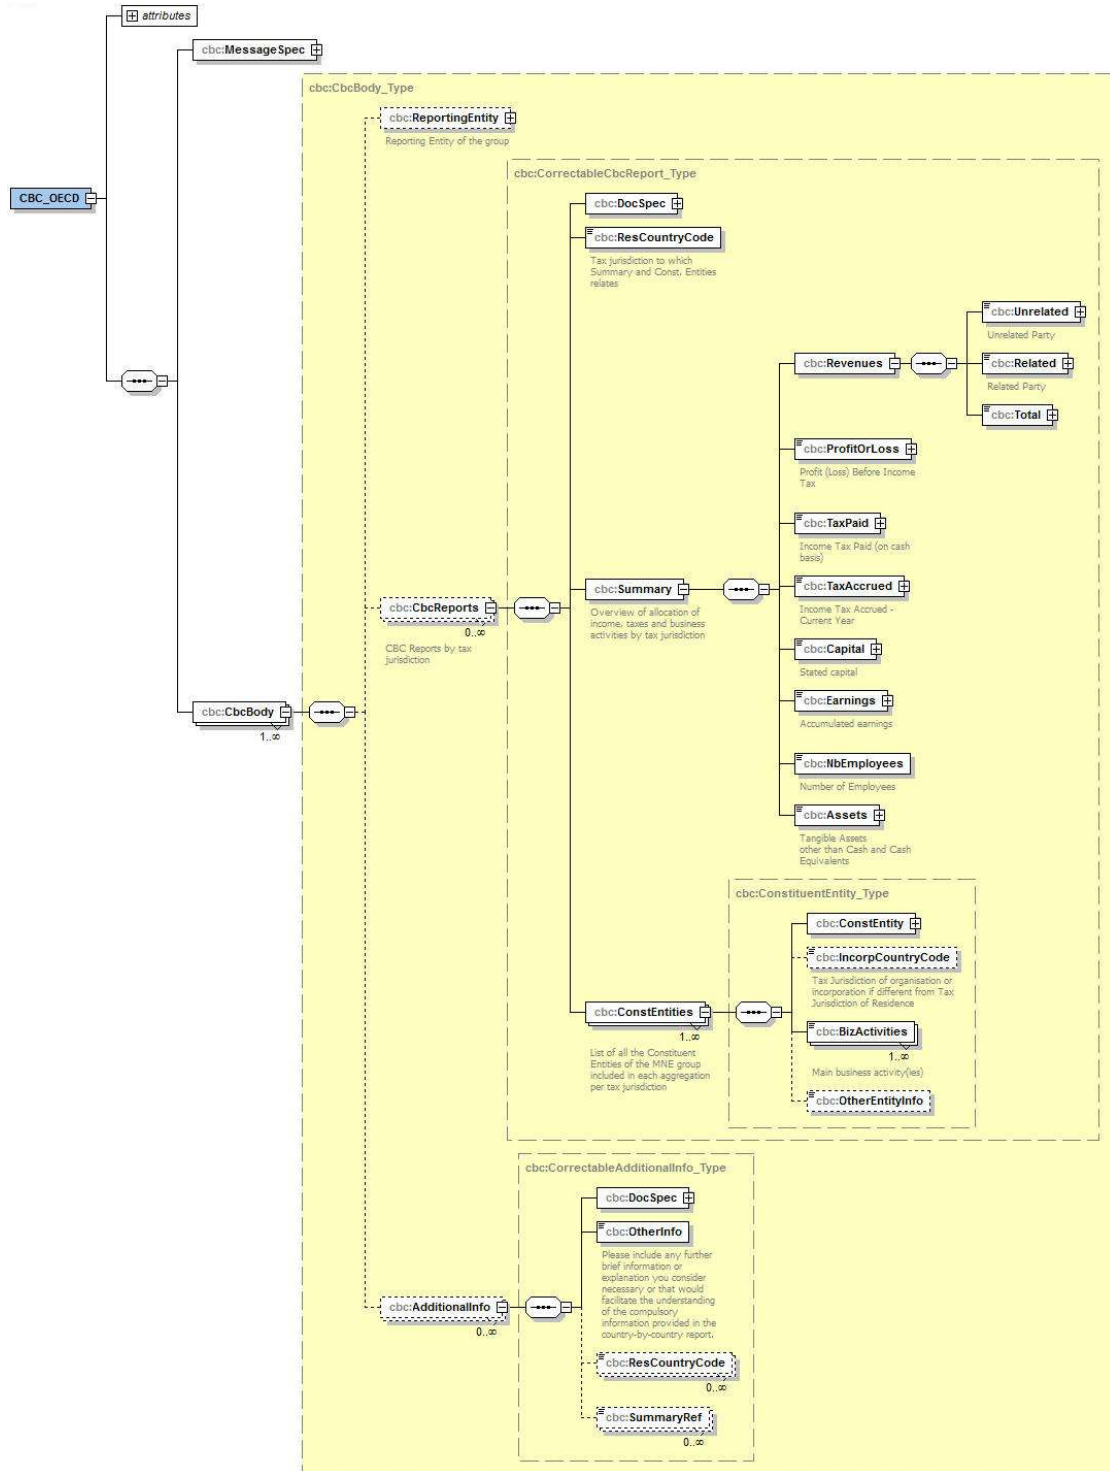 attributes
cbc:MessageSpec
cbc:CbcBody_Type
cbc:ReportingEntity
Reporting Entity of the group
cbc:CorrectableCbcReport_Type
CBC_OECD
cbc:DocSpec
cbc:ResCountryCode
Tax jurisdiction to which
Summary and Const. Entities
relates
cbc:Unrelated
Unrelated Party
cbc:Revenues
cbc:Related
Related Party
cbc:Total
cbc:ProfitOrLoss
Profit (Loss) Before Income
Tax
cbc:TaxPaid
Income Tax Paid (on cash
basis)
cbc:CbcReports
0..∞
CBC Reports by tax
jurisdiction
cbc:Summary
Overview of allocation of
income, taxes and business
activities by tax jurisdiction
cbc:TaxAccrued
Income Tax Accrued -
Current Year
cbc:Capital
Stated capital
cbc:Earnings
Accumulated earnings
cbc:CbcBody
1..∞
cbc:NbEmployees
Number of Employees
cbc:Assets
Tangible Assets
other than Cash and Cash
Equivalents
cbc:ConstituentEntity_Type
cbc:ConstEntity
cbc:IncorpCountryCode
Tax Jurisdiction of organisation or
incorporation if different from Tax
Jurisdiction of Residence
cbc:ConstEntities
1..∞
List of all the Constituent
Entities of the MNE group
included in each aggregation
per tax jurisdiction
cbc:BizActivities
1..∞
Main business activity(ies)
cbc:OtherEntityInfo
cbc:CorrectableAdditionalInfo_Type
cbc:DocSpec
cbc:OtherInfo
Please include any further
brief information or
explanation you consider
necessary or that would
facilitate the understanding
of the compulsory
information provided in the
country-by-country report.
cbc:AdditionalInfo
0..∞
cbc:ResCountryCode
0..∞
cbc:SummaryRef
0..∞